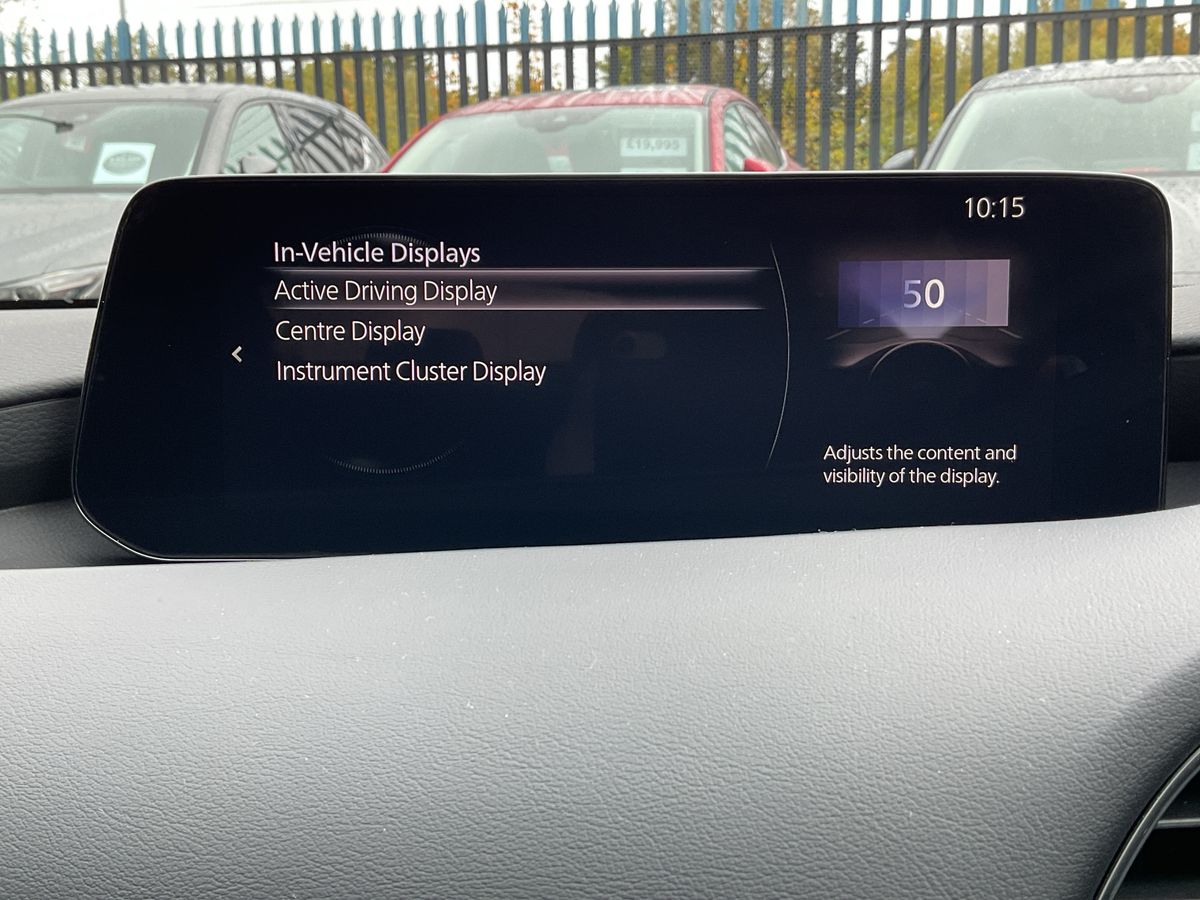 £19,995
10:15
In-Vehicle Displays
Active Driving Display
Centre Display
Instrument Cluster Display
50
Adjusts the content and
visibility of the display.